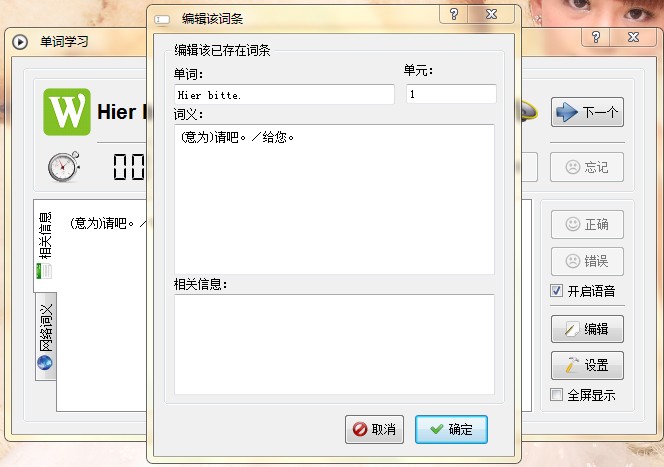 编辑该词条
单词学习
编辑该已存在词条
单词:
单元:
Hier bitte.
1
词义:
(意为)请吧。／给您。
相关信息:
取消
确定
W
Hier
下一个
00
忘记
相关信息
网络词义
(意为)请吧。／
正确
错误
开启语音
编辑
设置
全屏显示